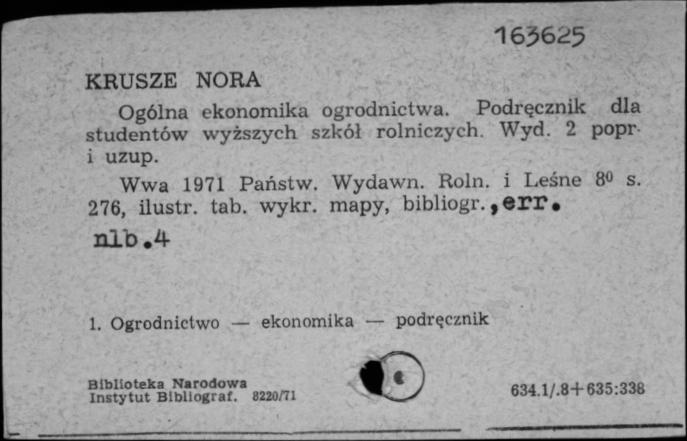 163625
KRUSZE NORA
Ogólna ekonomika ogrodnictwa. Podręcznik dla
studentów wyższych szkół rolniczych. Wyd. 2 popr.
i uzup.
Wwa 1971 Państw. Wydawn. Roln. i Leśne 8⁰ s.
276, ilustr. tab. wykr. mapy, bibliogr., err.
nlb.4
1. Ogrodnictwo — ekonomika — podręcznik
Biblioteka Narodowa
Instytut Bibliograf. 8220/71
634.1/.8+635:338